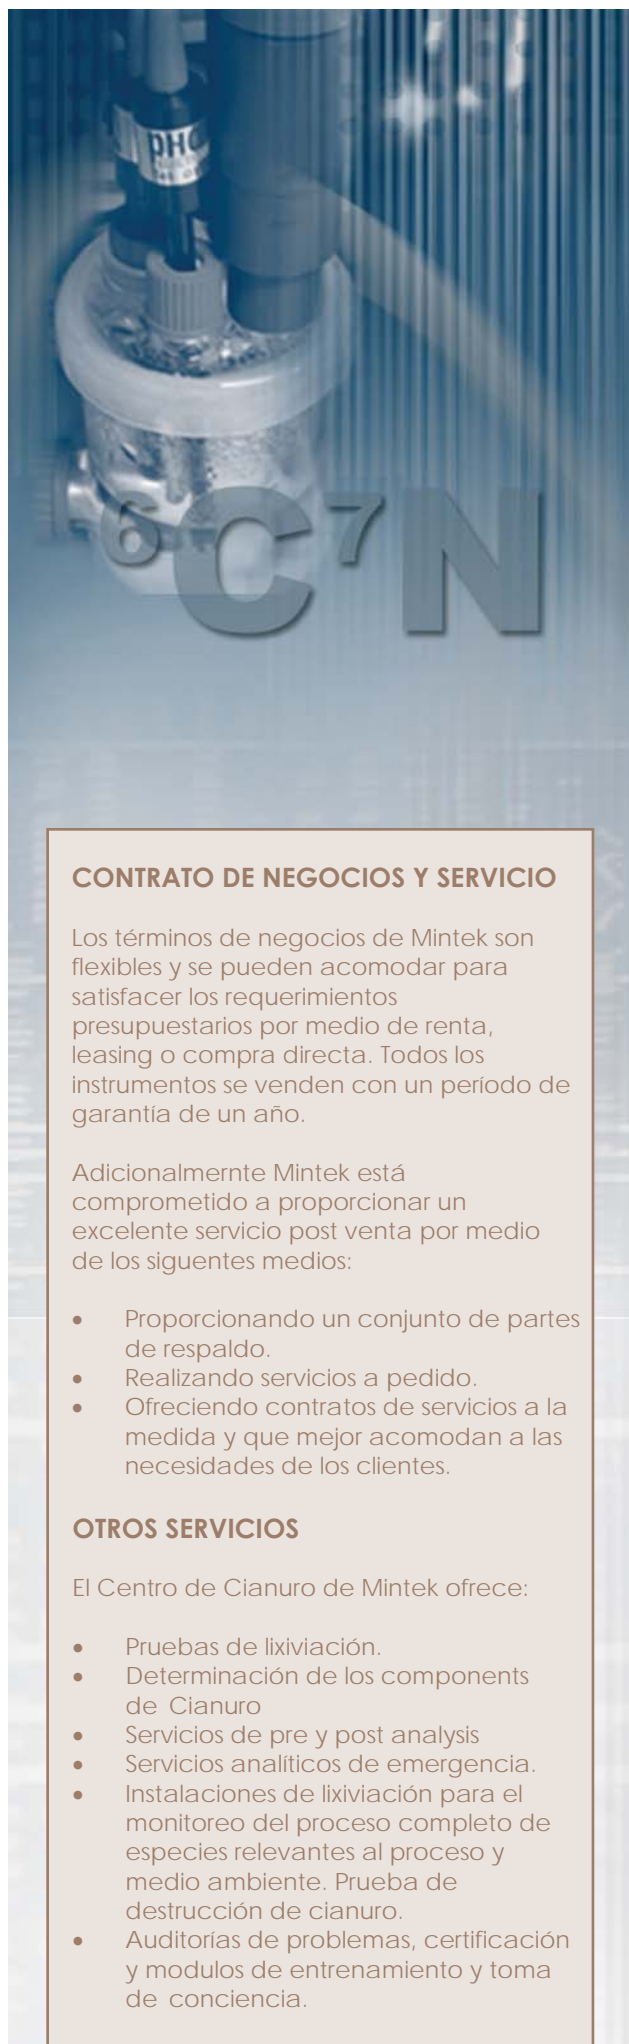 pHC
6C7N
CONTRATO DE NEGOCIOS Y SERVICIO
Los términos de negocios de Mintek son
flexibles y se pueden acomodar para
satisfacer los requerimientos
presupuestarios por medio de renta,
leasing o compra directa. Todos los
instrumentos se venden con un período de
garantía de un año.
Adicionalmernte Mintek está
comprometido a proporcionar un
excelente servicio post venta por medio
de los siguentes medios:
• Proporcionando un conjunto de partes
de respaldo.
• Realizando servicios a pedido.
• Ofreciendo contratos de servicios a la
medida y que mejor acomodan a las
necesidades de los clientes.
OTROS SERVICIOS
El Centro de Cianuro de Mintek ofrece:
• Pruebas de lixiviación.
• Determinación de los components
de Cianuro
• Servicios de pre y post analysis
• Servicios analíticos de emergencia.
• Instalaciones de lixiviación para el
monitoreo del proceso completo de
especies relevantes al proceso y
medio ambiente. Prueba de
destrucción de cianuro.
• Auditorías de problemas, certificación
y modulos de entrenamiento y toma
de conciencia.